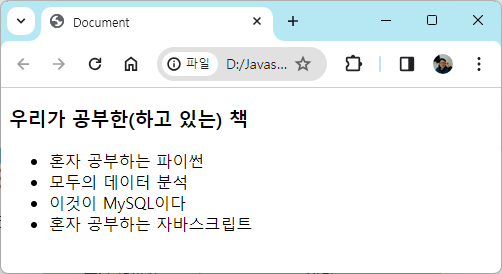 Document
파일
D:/Javas...
우리가 공부한(하고 있는) 책
혼자 공부하는 파이썬
모두의 데이터 분석
이것이 MySQL이다
혼자 공부하는 자바스크립트